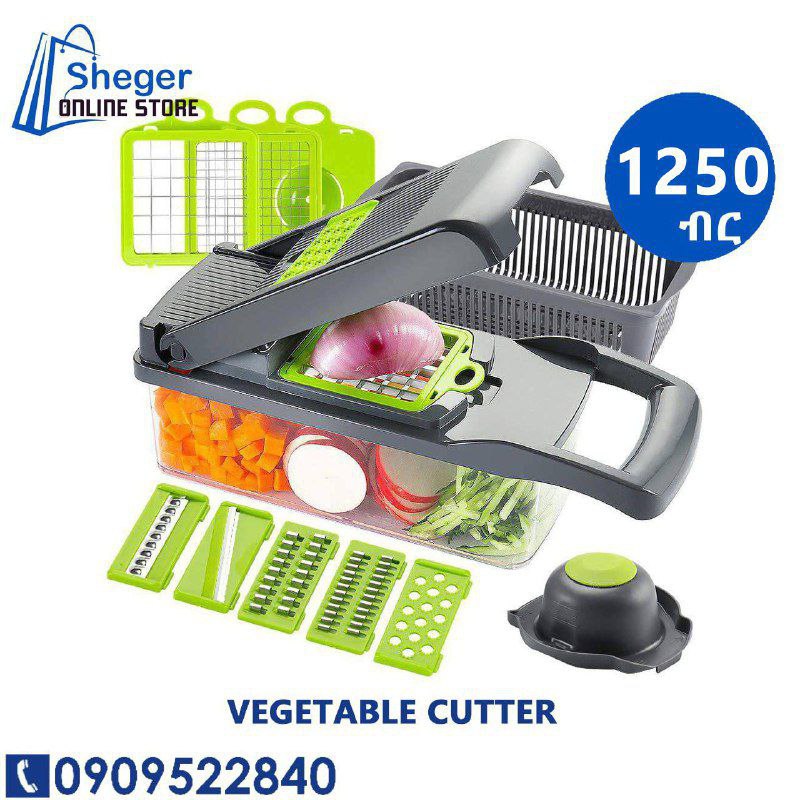 Sheger
ONLINE STORE
1250
ብር
VEGETABLE CUTTER
0909522840